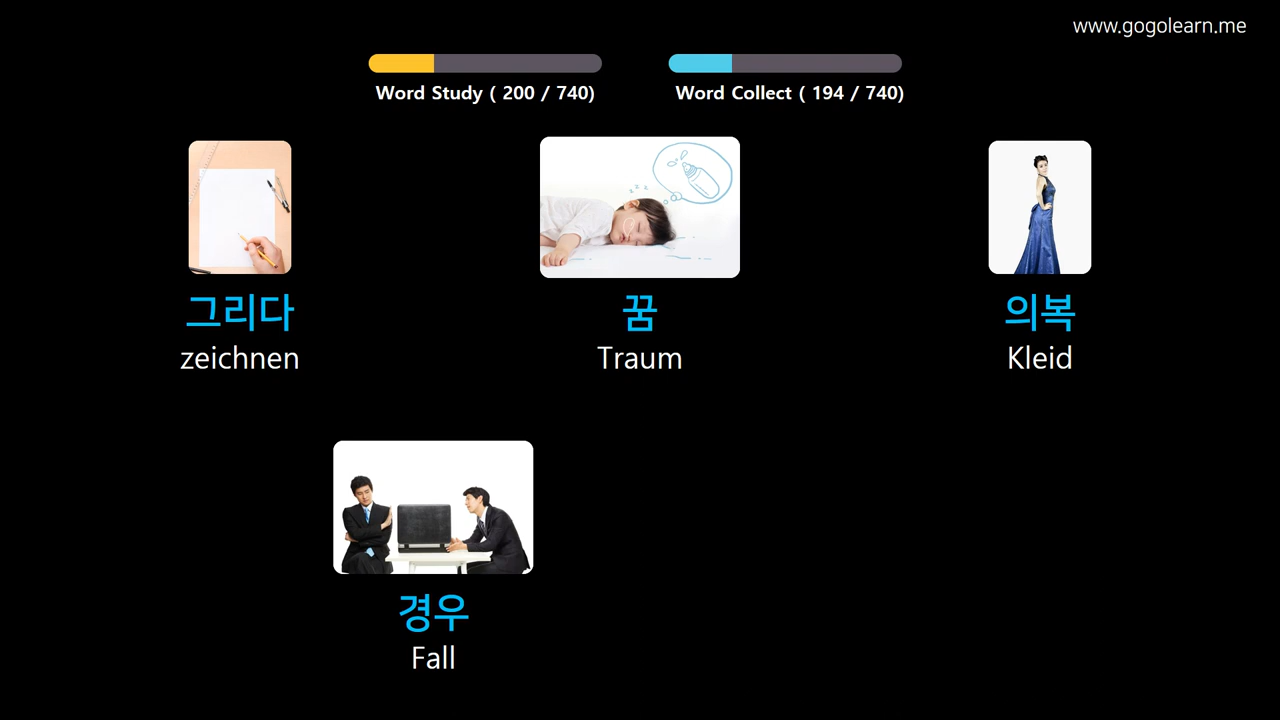 www.gogolearn.me
Word Study ( 200 / 740)
Word Collect ( 194 / 740)
그리다
zeichnen
꿈
Traum
의복
Kleid
경우
Fall